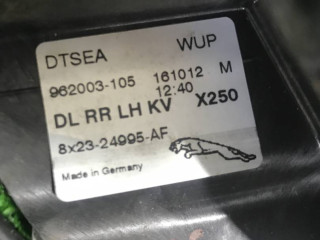 DTSEA WUP
962003-105 161012 M
12:40
DL RR LH KV X250
8x23-24995-AF
Made in Germany